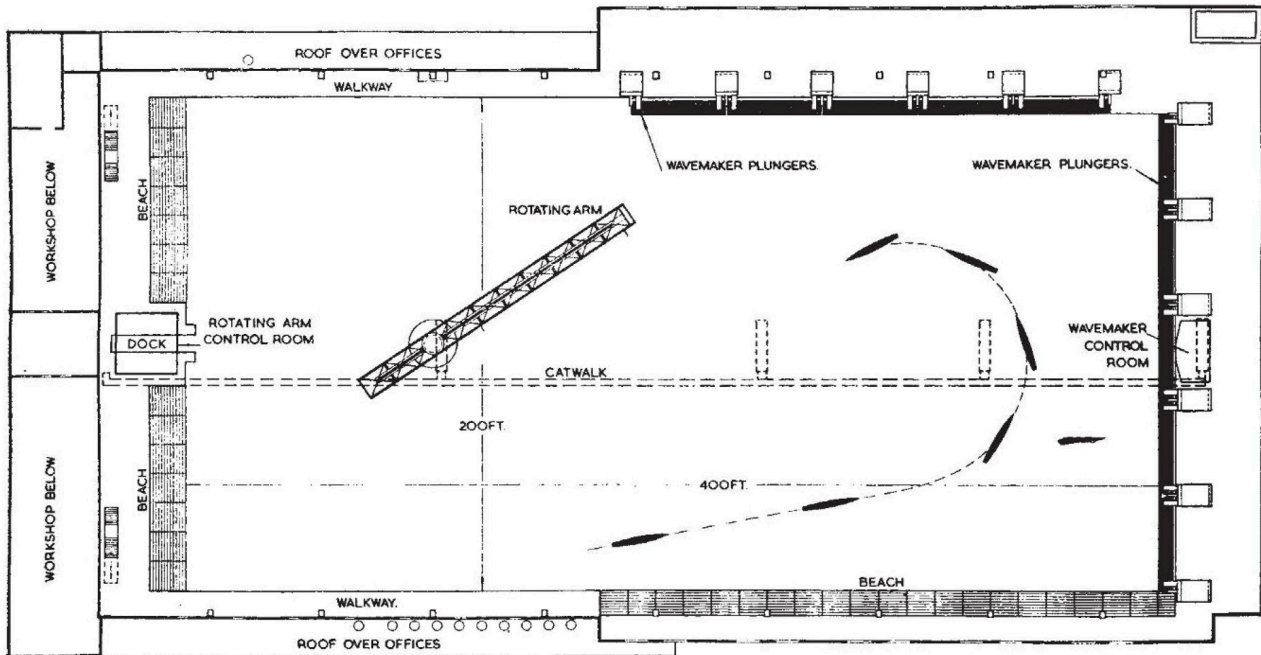 ROOF OVER OFFICES
WALKWAY
WAVEMAKER PLUNGERS.
WAVEMAKER PLUNGERS.
WORKSHOP BELOW
BEACH
ROTATING ARM
ROTATING ARM
CONTROL ROOM
DOCK
WAVEMAKER
CONTROL
ROOM
CATWALK
200FT.
400FT.
WORKSHOP BELOW
BEACH
BEACH
WALKWAY.
ROOF OVER OFFICES